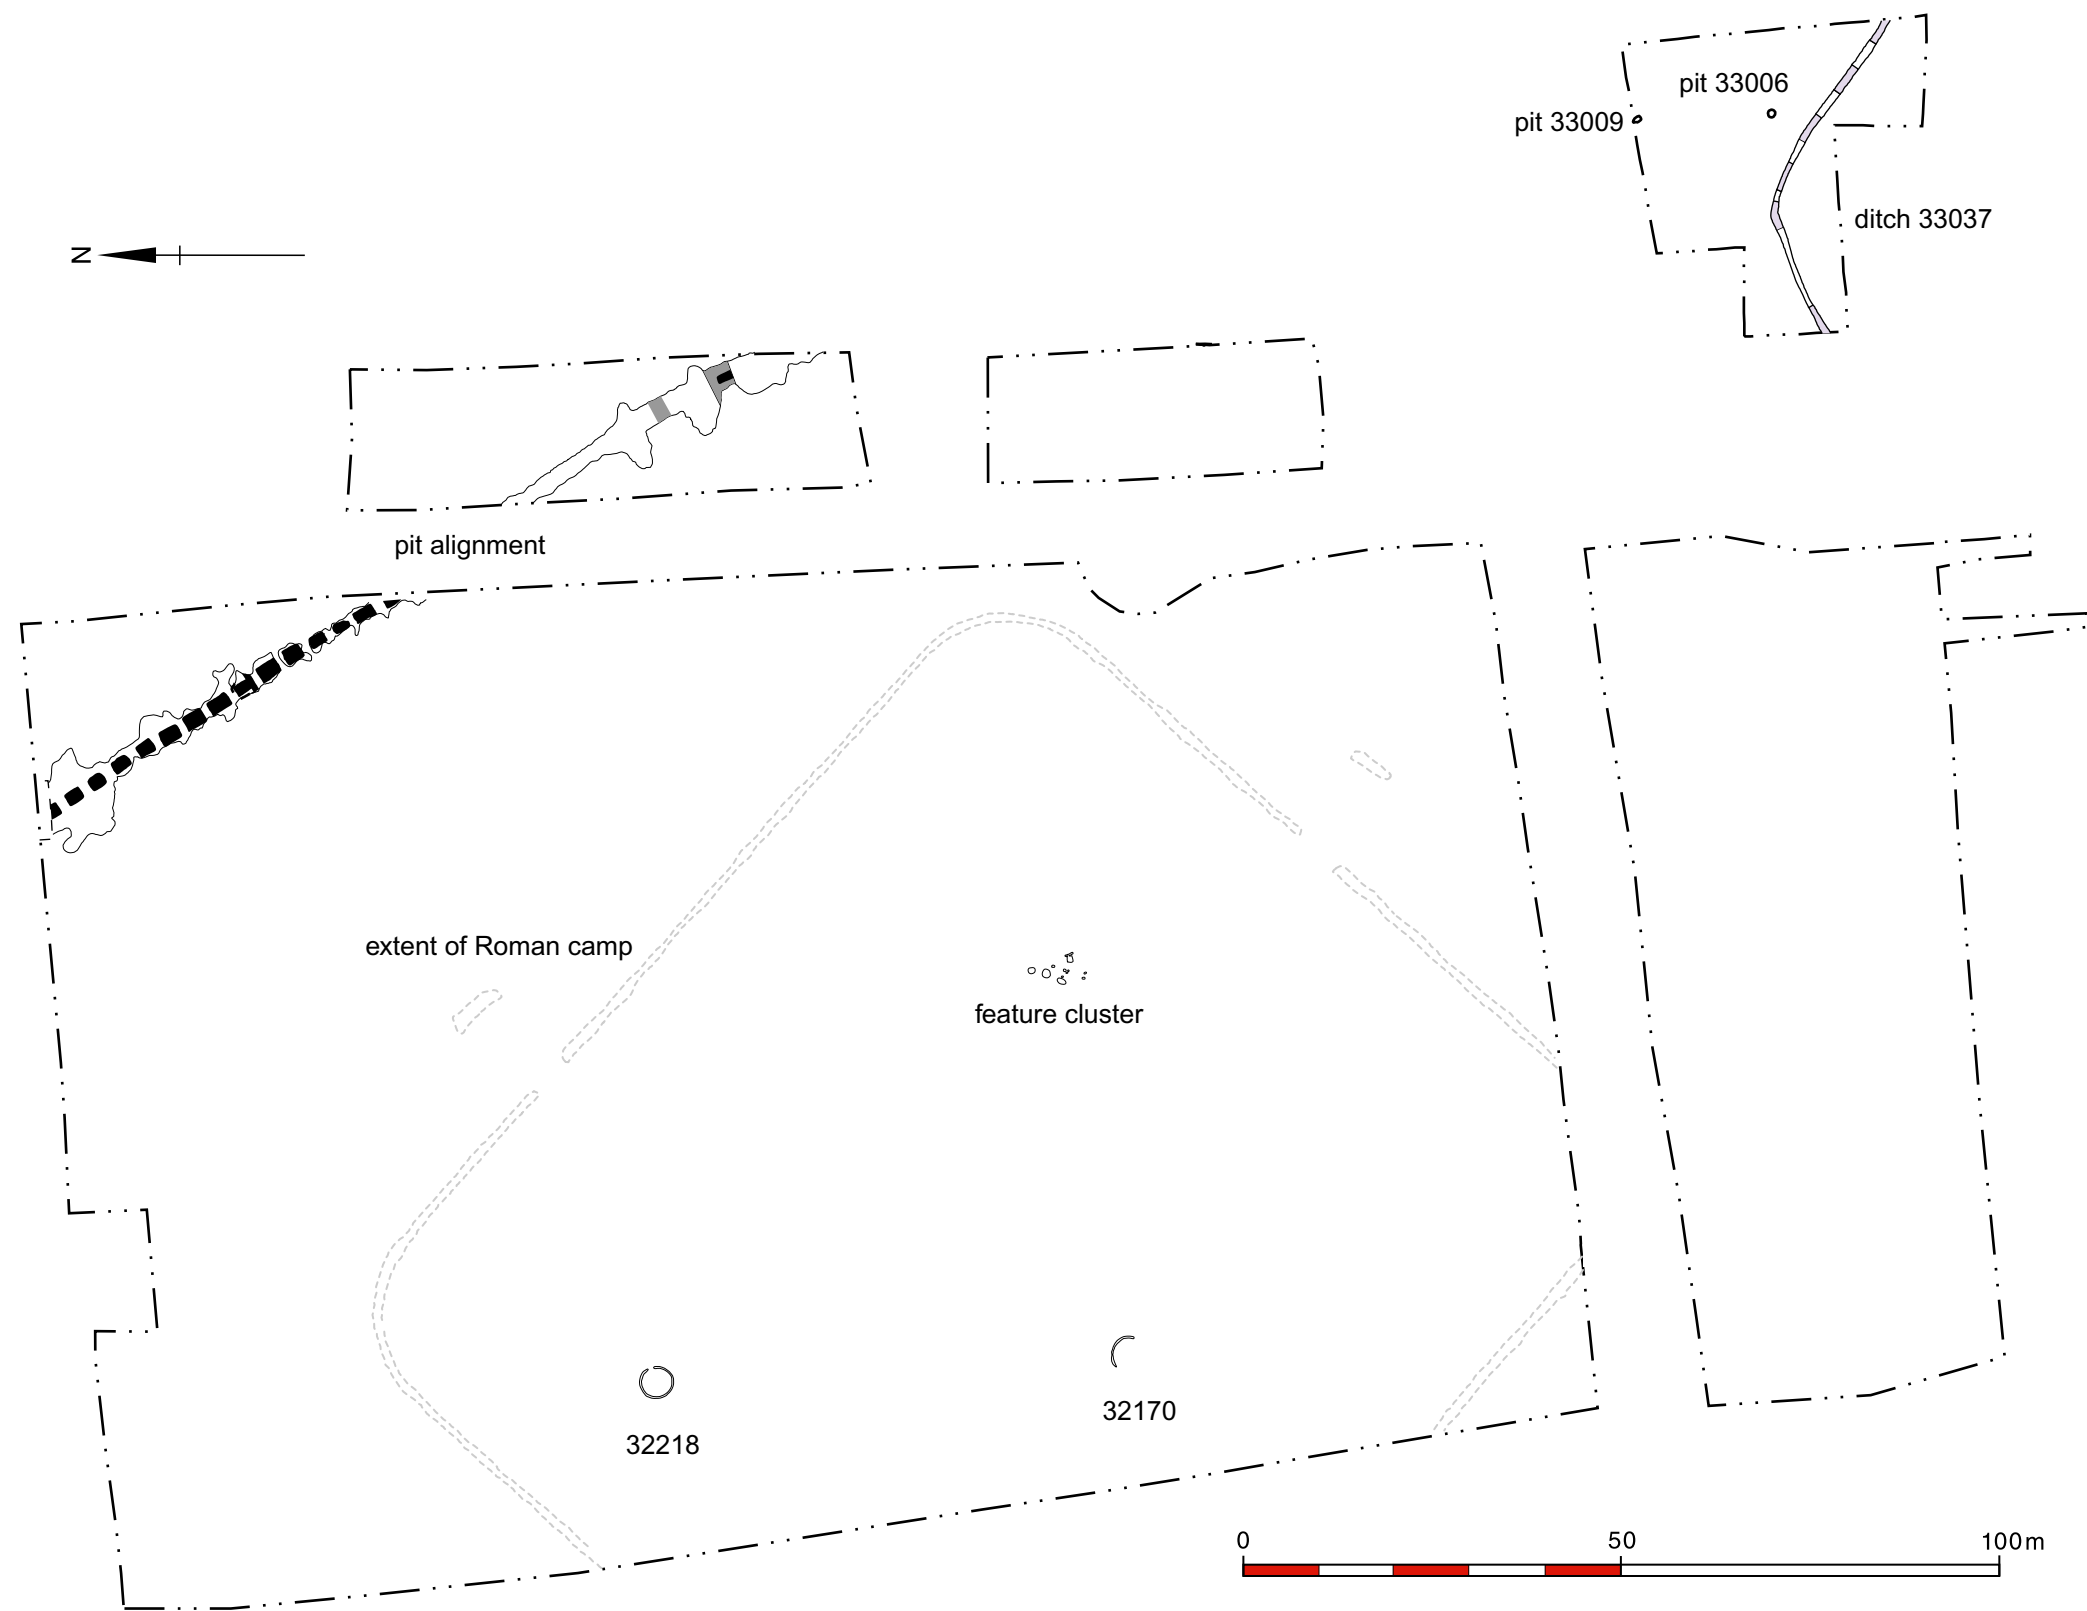 pit 33006
pit 33009
ditch 33037
N
pit alignment
extent of Roman camp
feature cluster
32170
32218
0 50 100m